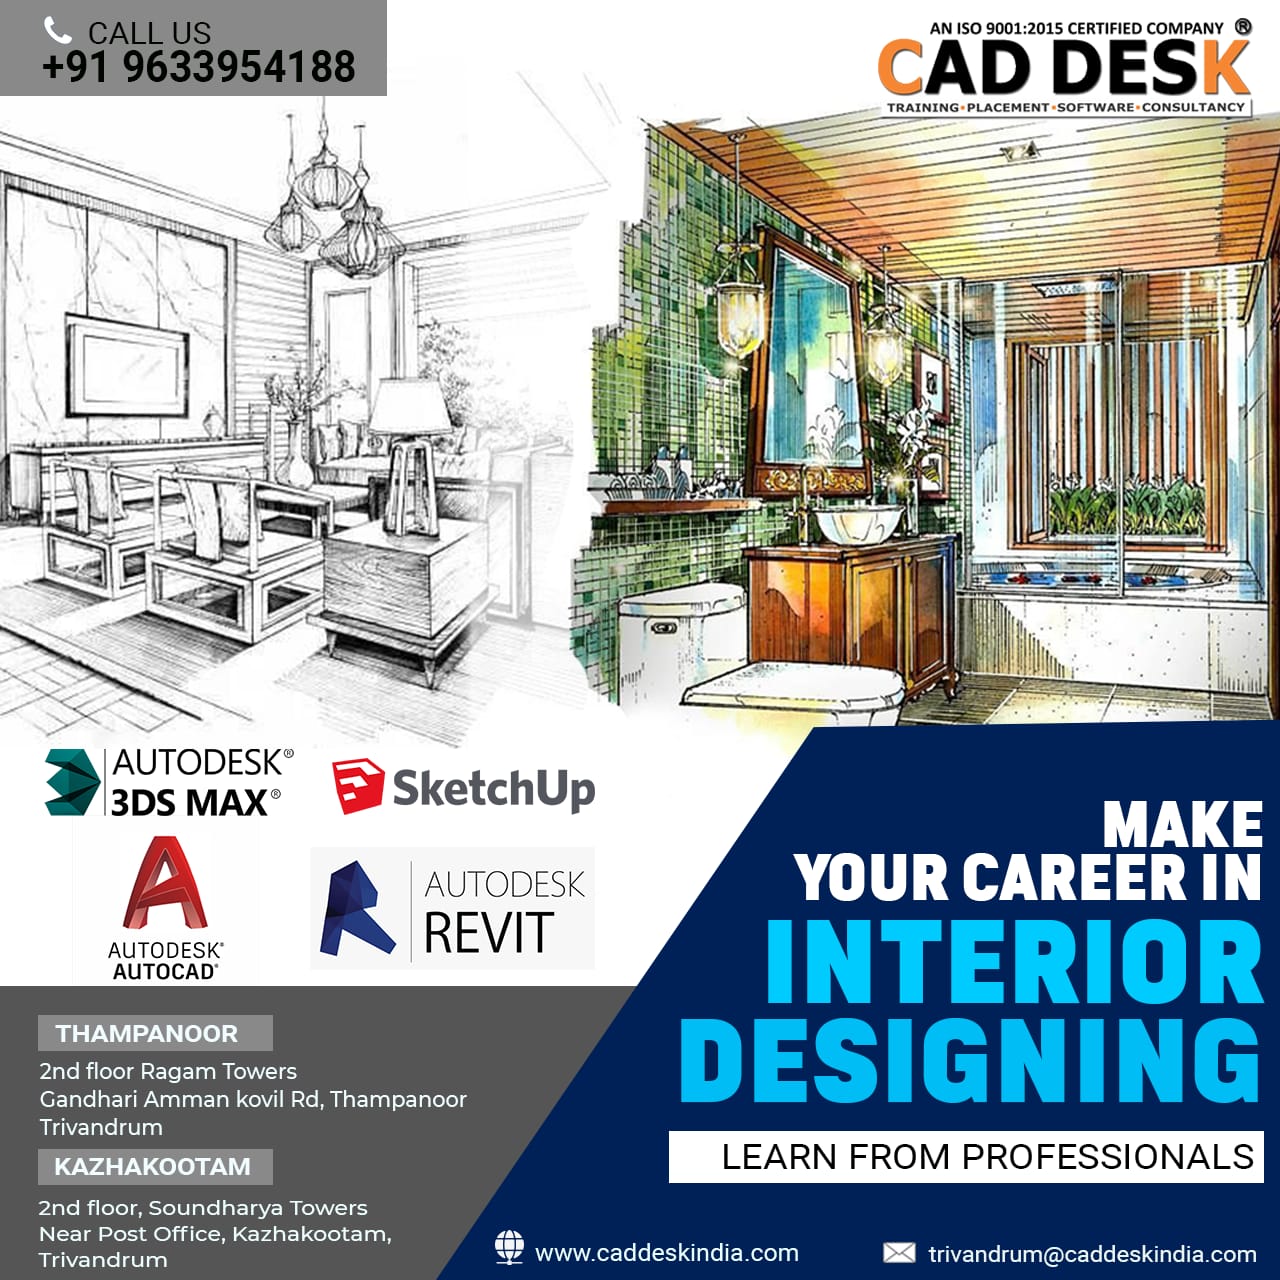 CALL US
+91 9633954188
AN ISO 9001:2015 CERTIFIED COMPANY ®
CAD DESK
TRAINING▪PLACEMENT▪SOFTWARE▪CONSULTANCY
AUTODESK®
3DS MAX®
SketchUp
AUTODESK®
AUTOCAD®
AUTODESK
REVIT
MAKE
YOUR CAREER IN
INTERIOR
DESIGNING
LEARN FROM PROFESSIONALS
THAMPANOOR
2nd floor Ragam Towers
Gandhari Amman kovil Rd, Thampanoor
Trivandrum
KAZHAKOOTAM
2nd floor, Soundharya Towers
Near Post Office, Kazhakootam,
Trivandrum
www.caddeskindia.com
trivandrum@caddeskindia.com